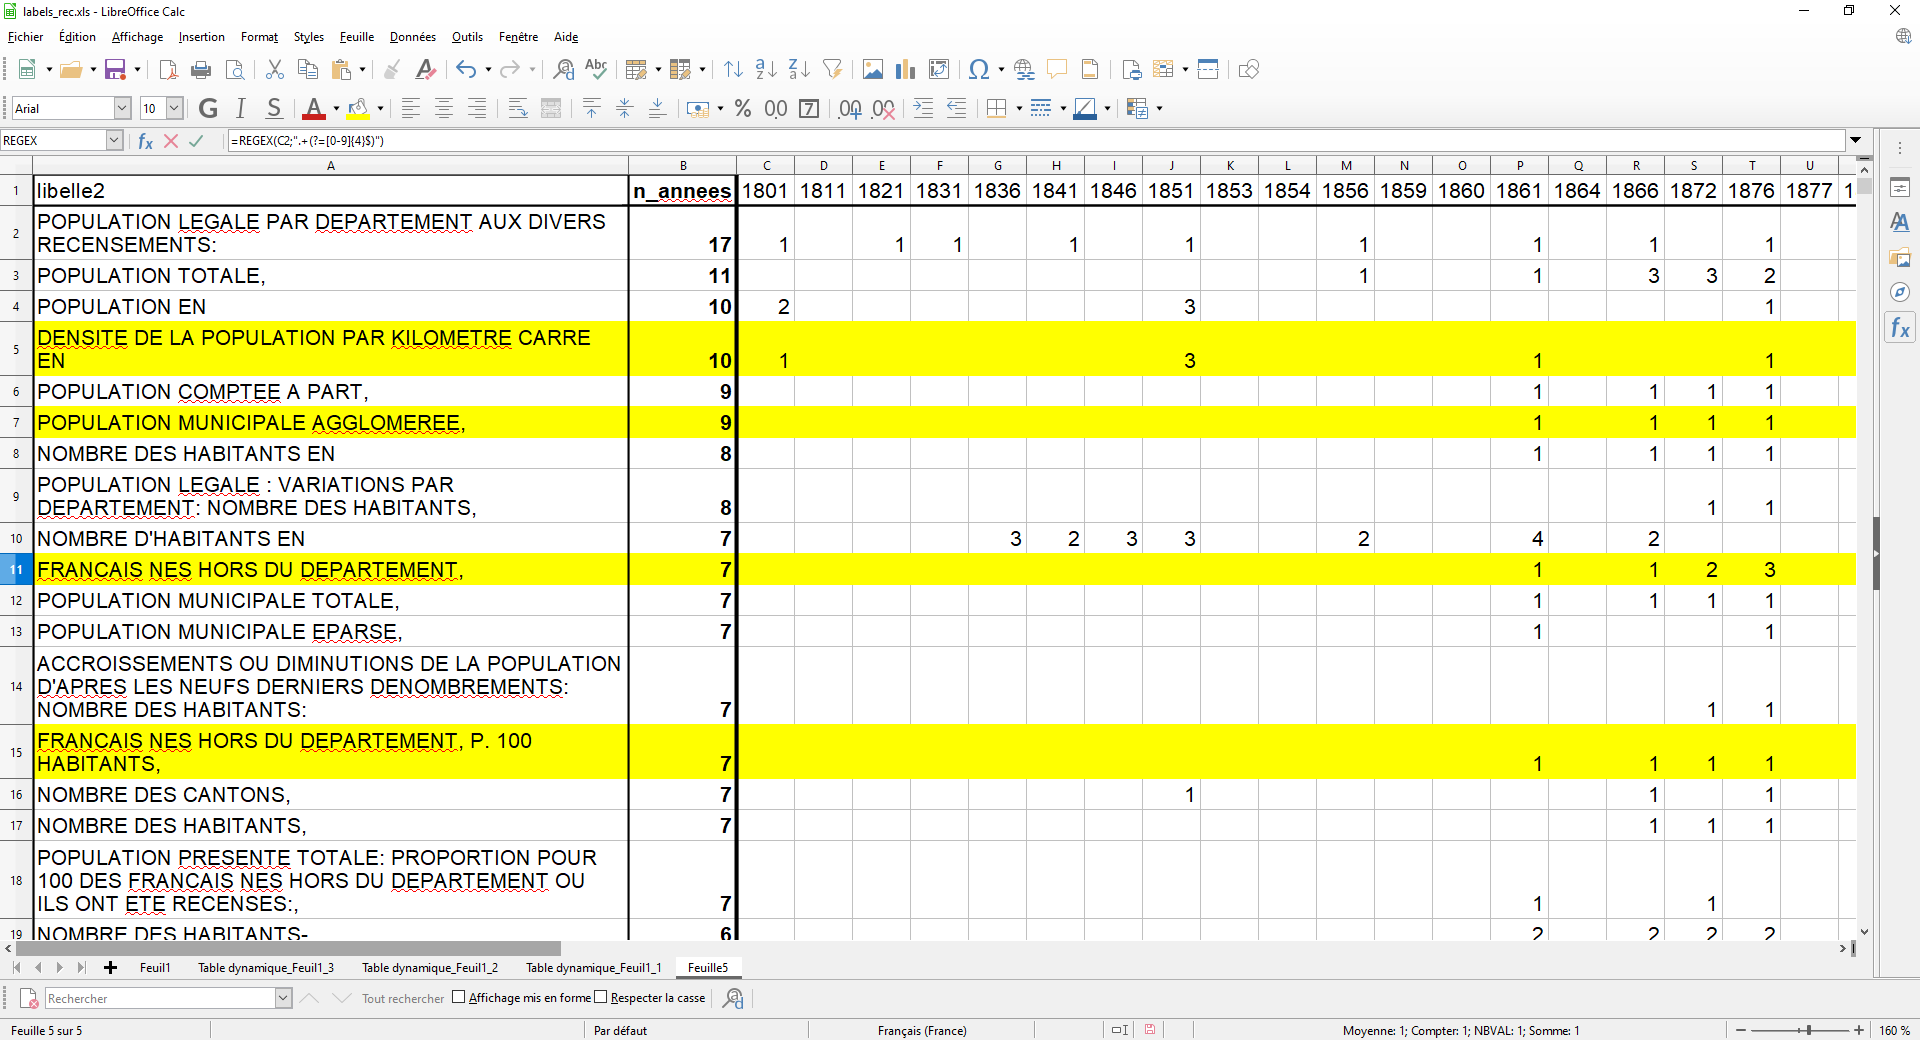 labels_rec.xls - LibreOffice Calc
Fichier Édition Affichage Insertion Format Styles Feuille Données Outils Fenêtre Aide
Arial 10 G I S
REGEX =REGEX(C2;".+(?=[0-9]{4}$)")
A B C D E F G H I J K L M N O P Q R S T U
1 libelle2 n_annees 1801 1811 1821 1831 1836 1841 1846 1851 1853 1854 1856 1859 1860 1861 1864 1866 1872 1876 1877 1
POPULATION LEGALE PAR DEPARTEMENT AUX DIVERS
2 RECENSEMENTS: 17 1 1 1 1 1 1 1 1 1
3 POPULATION TOTALE, 11 1 1 3 3 2
4 POPULATION EN 10 2 3 1
DENSITE DE LA POPULATION PAR KILOMETRE CARRE
5 EN 10 1 3 1 1
6 POPULATION COMPTEE A PART, 9 1 1 1 1
7 POPULATION MUNICIPALE AGGLOMEREE, 9 1 1 1 1
8 NOMBRE DES HABITANTS EN 8 1 1 1 1
POPULATION LEGALE : VARIATIONS PAR
9 DEPARTEMENT: NOMBRE DES HABITANTS, 8 1 1
10 NOMBRE D'HABITANTS EN 7 3 2 3 3 2 4 2
11 FRANCAIS NES HORS DU DEPARTEMENT, 7 1 1 2 3
12 POPULATION MUNICIPALE TOTALE, 7 1 1 1 1
13 POPULATION MUNICIPALE EPARSE, 7 1 1
ACCROISSEMENTS OU DIMINUTIONS DE LA POPULATION
14 D'APRES LES NEUFS DERNIERS DENOMBREMENTS:
NOMBRE DES HABITANTS: 7 1 1
FRANCAIS NES HORS DU DEPARTEMENT, P. 100
15 HABITANTS, 7 1 1 1 1
16 NOMBRE DES CANTONS, 7 1 1 1
17 NOMBRE DES HABITANTS, 7 1 1 1
POPULATION PRESENTE TOTALE: PROPORTION POUR
18 100 DES FRANCAIS NES HORS DU DEPARTEMENT OU
ILS ONT ETE RECENSES:, 7 1 1
19 NOMBRE DES HABITANTS- 6 2 2 2 2
Feuil1 Table dynamique_Feuil1_3 Table dynamique_Feuil1_2 Table dynamique_Feuil1_1 Feuille5
Rechercher Tout rechercher Affichage mis en forme Respecter la casse
Feuille 5 sur 5 Par défaut Français (France) Moyenne: 1; Compter: 1; NBVAL: 1; Somme: 1 160 %